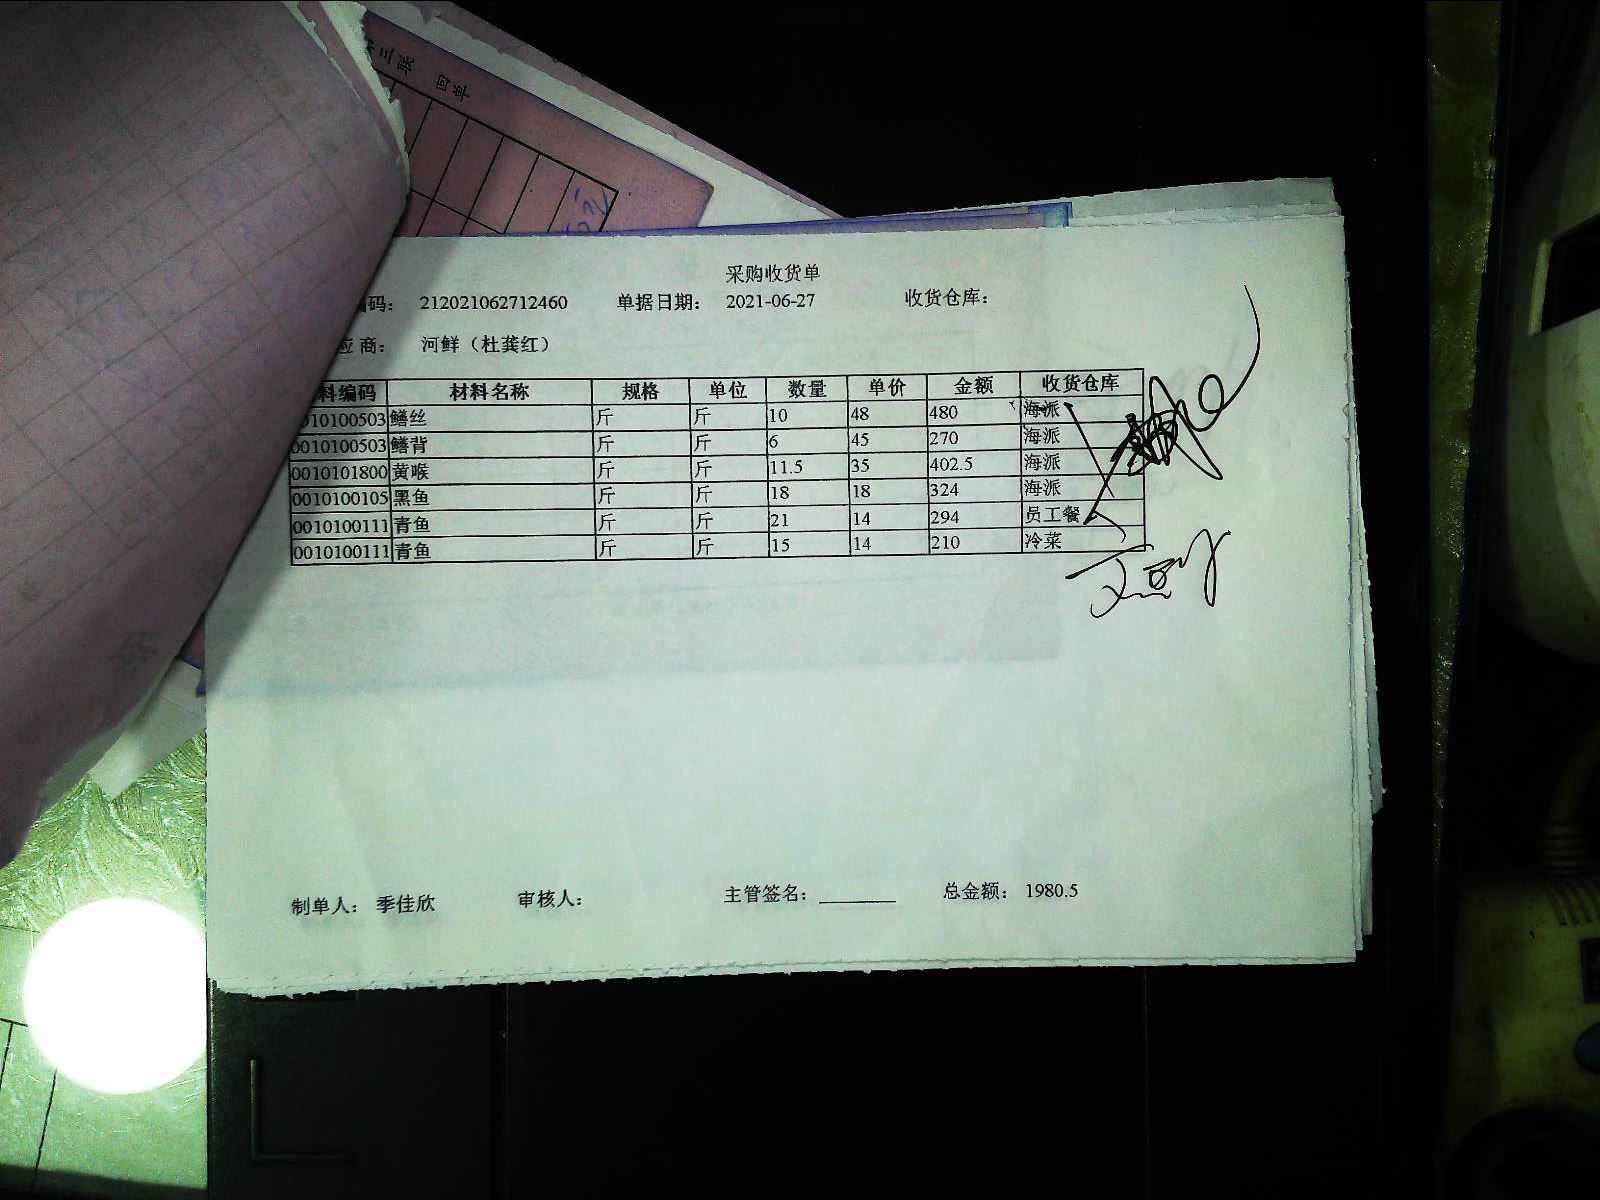 第三联 回单
采购收货单
编码： 212021062712460 单据日期： 2021-06-27 收货仓库：
应商： 河鲜（杜龚红）
料编码 材料名称 规格 单位 数量 单价 金额 收货仓库
010100503 鳝丝 斤 斤 10 48 480 海派
0010100503 鳝背 斤 斤 6 45 270 海派
0010101800 黄喉 斤 斤 11.5 35 402.5 海派
0010100105 黑鱼 斤 斤 18 18 324 海派
0010100111 青鱼 斤 斤 21 14 294 员工餐
0010100111 青鱼 斤 斤 15 14 210 冷菜
制单人： 季佳欣 审核人： 主管签名： 总金额： 1980.5